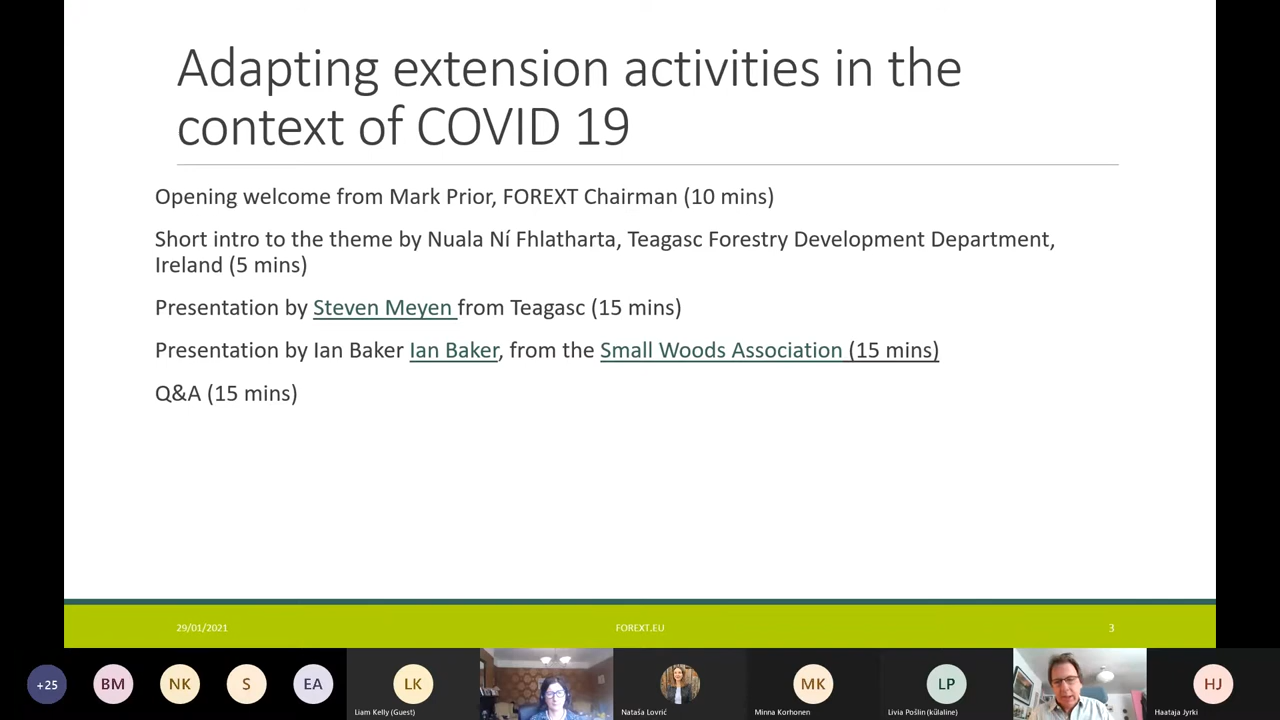 Adapting extension activities in the
context of COVID 19
Opening welcome from Mark Prior, FOREXT Chairman (10 mins)
Short intro to the theme by Nuala Ní Fhlatharta, Teagasc Forestry Development Department,
Ireland (5 mins)
Presentation by Steven Meyen from Teagasc (15 mins)
Presentation by Ian Baker Ian Baker, from the Small Woods Association (15 mins)
Q&A (15 mins)
29/01/2021 FOREXT.EU 3
+25 BM NK S EA LK MK LP HJ
Liam Kelly (Guest) Nataša Lovrić Minna Korhonen Livia Pošlin (külaline) Haataja Jyrki